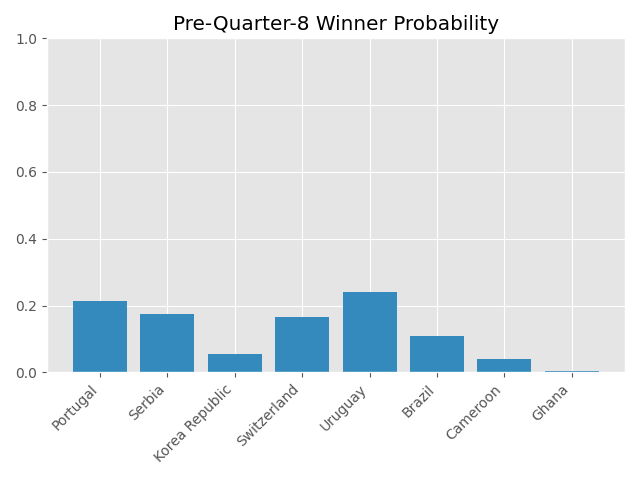 Pre-Quarter-8 Winner Probability
1.0
0.8
0.6
0.4
0.2
0.0
Portugal
Serbia
Korea Republic
Switzerland
Uruguay
Brazil
Cameroon
Ghana